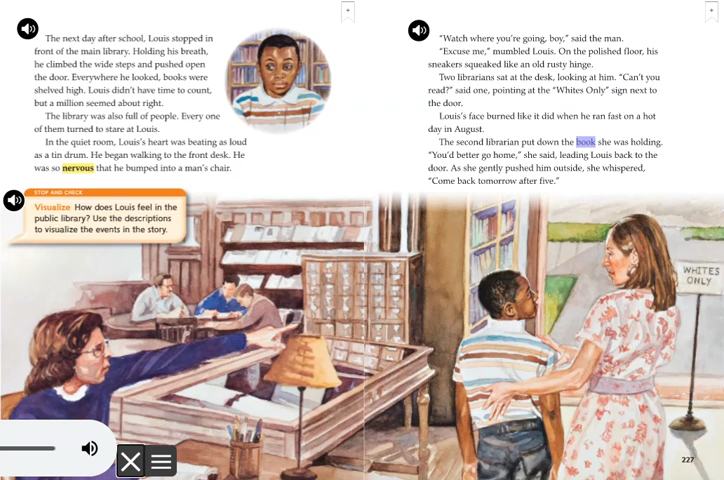 The next day after school, Louis stopped in
front of the main library. Holding his breath,
he climbed the wide steps and pushed open
the door. Everywhere he looked, books were
shelved high. Louis didn't have time to count,
but a million seemed about right.
The library was also full of people. Every one
of them turned to stare at Louis.
In the quiet room, Louis's heart was beating as loud
as a tin drum. He began walking to the front desk. He
was so nervous that he bumped into a man's chair.
STOP AND CHECK
Visualize How does Louis feel in the
public library? Use the descriptions
to visualize the events in the story.
"Watch where you're going, boy," said the man.
"Excuse me," mumbled Louis. On the polished floor, his
sneakers squeaked like an old rusty hinge.
Two librarians sat at the desk, looking at him. "Can't you
read?" said one, pointing at the "Whites Only" sign next to
the door.
Louis's face burned like it did when he ran fast on a hot
day in August.
The second librarian put down the book she was holding.
"You'd better go home," she said, leading Louis back to the
door. As she gently pushed him outside, she whispered,
"Come back tomorrow after five."
WHITES
ONLY
227